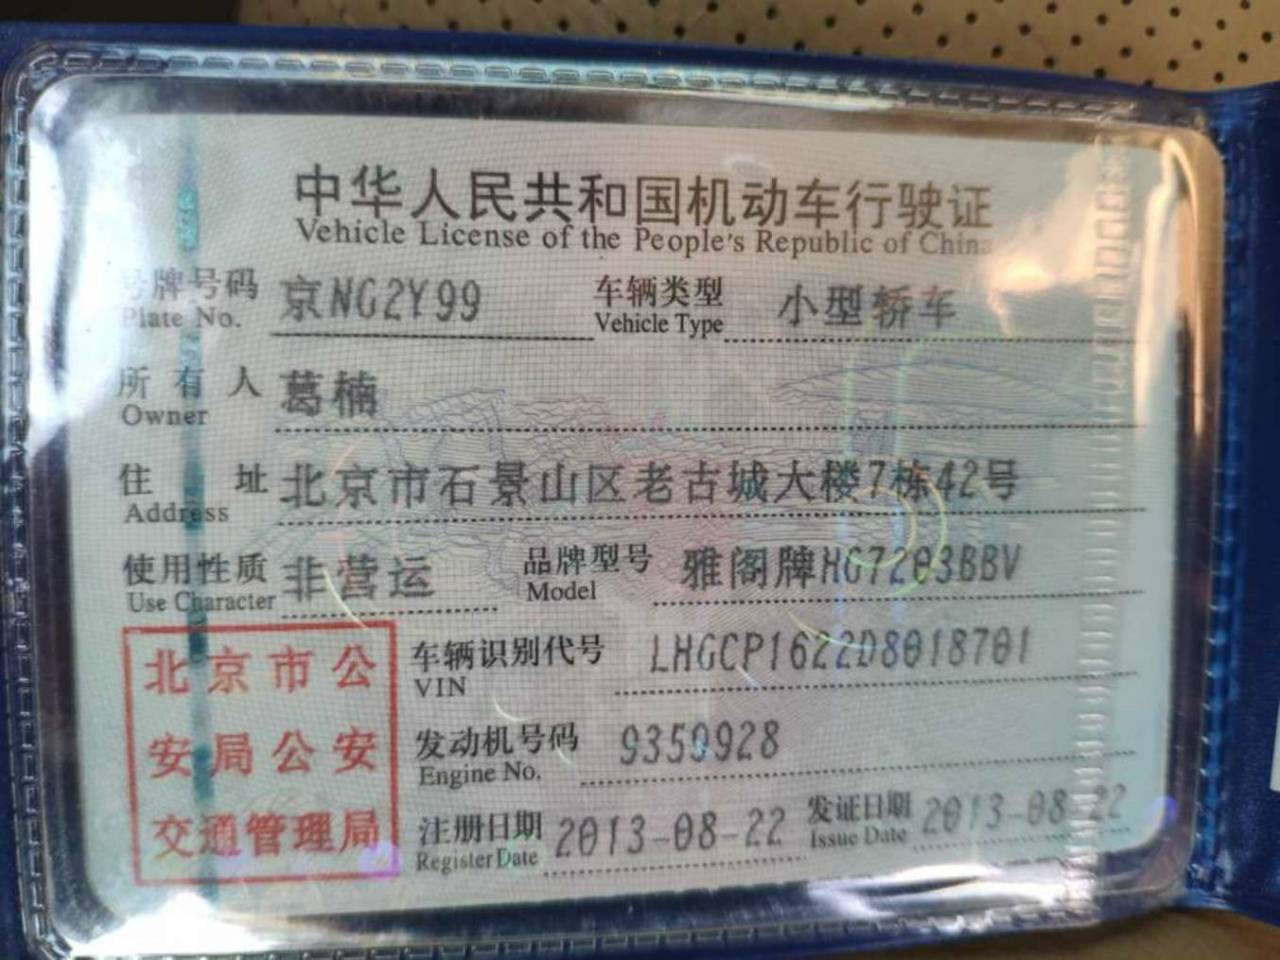 中华人民共和国机动车行驶证
Vehicle License of the People's Republic of China
号牌号码 京NG2Y99 车辆类型 小型轿车
Plate No. Vehicle Type
所有人 葛楠
Owner
住址 北京市石景山区老古城大楼7栋42号
Address
使用性质 非营运 品牌型号 雅阁牌HG7203BBV
Use Character Model
北京市公
安局公安
交通管理局
车辆识别代号 LHGCP1622D8018701
VIN
发动机号码 9359928
Engine No.
注册日期 2013-08-22 发证日期 2013-08-22
Register Date Issue Date